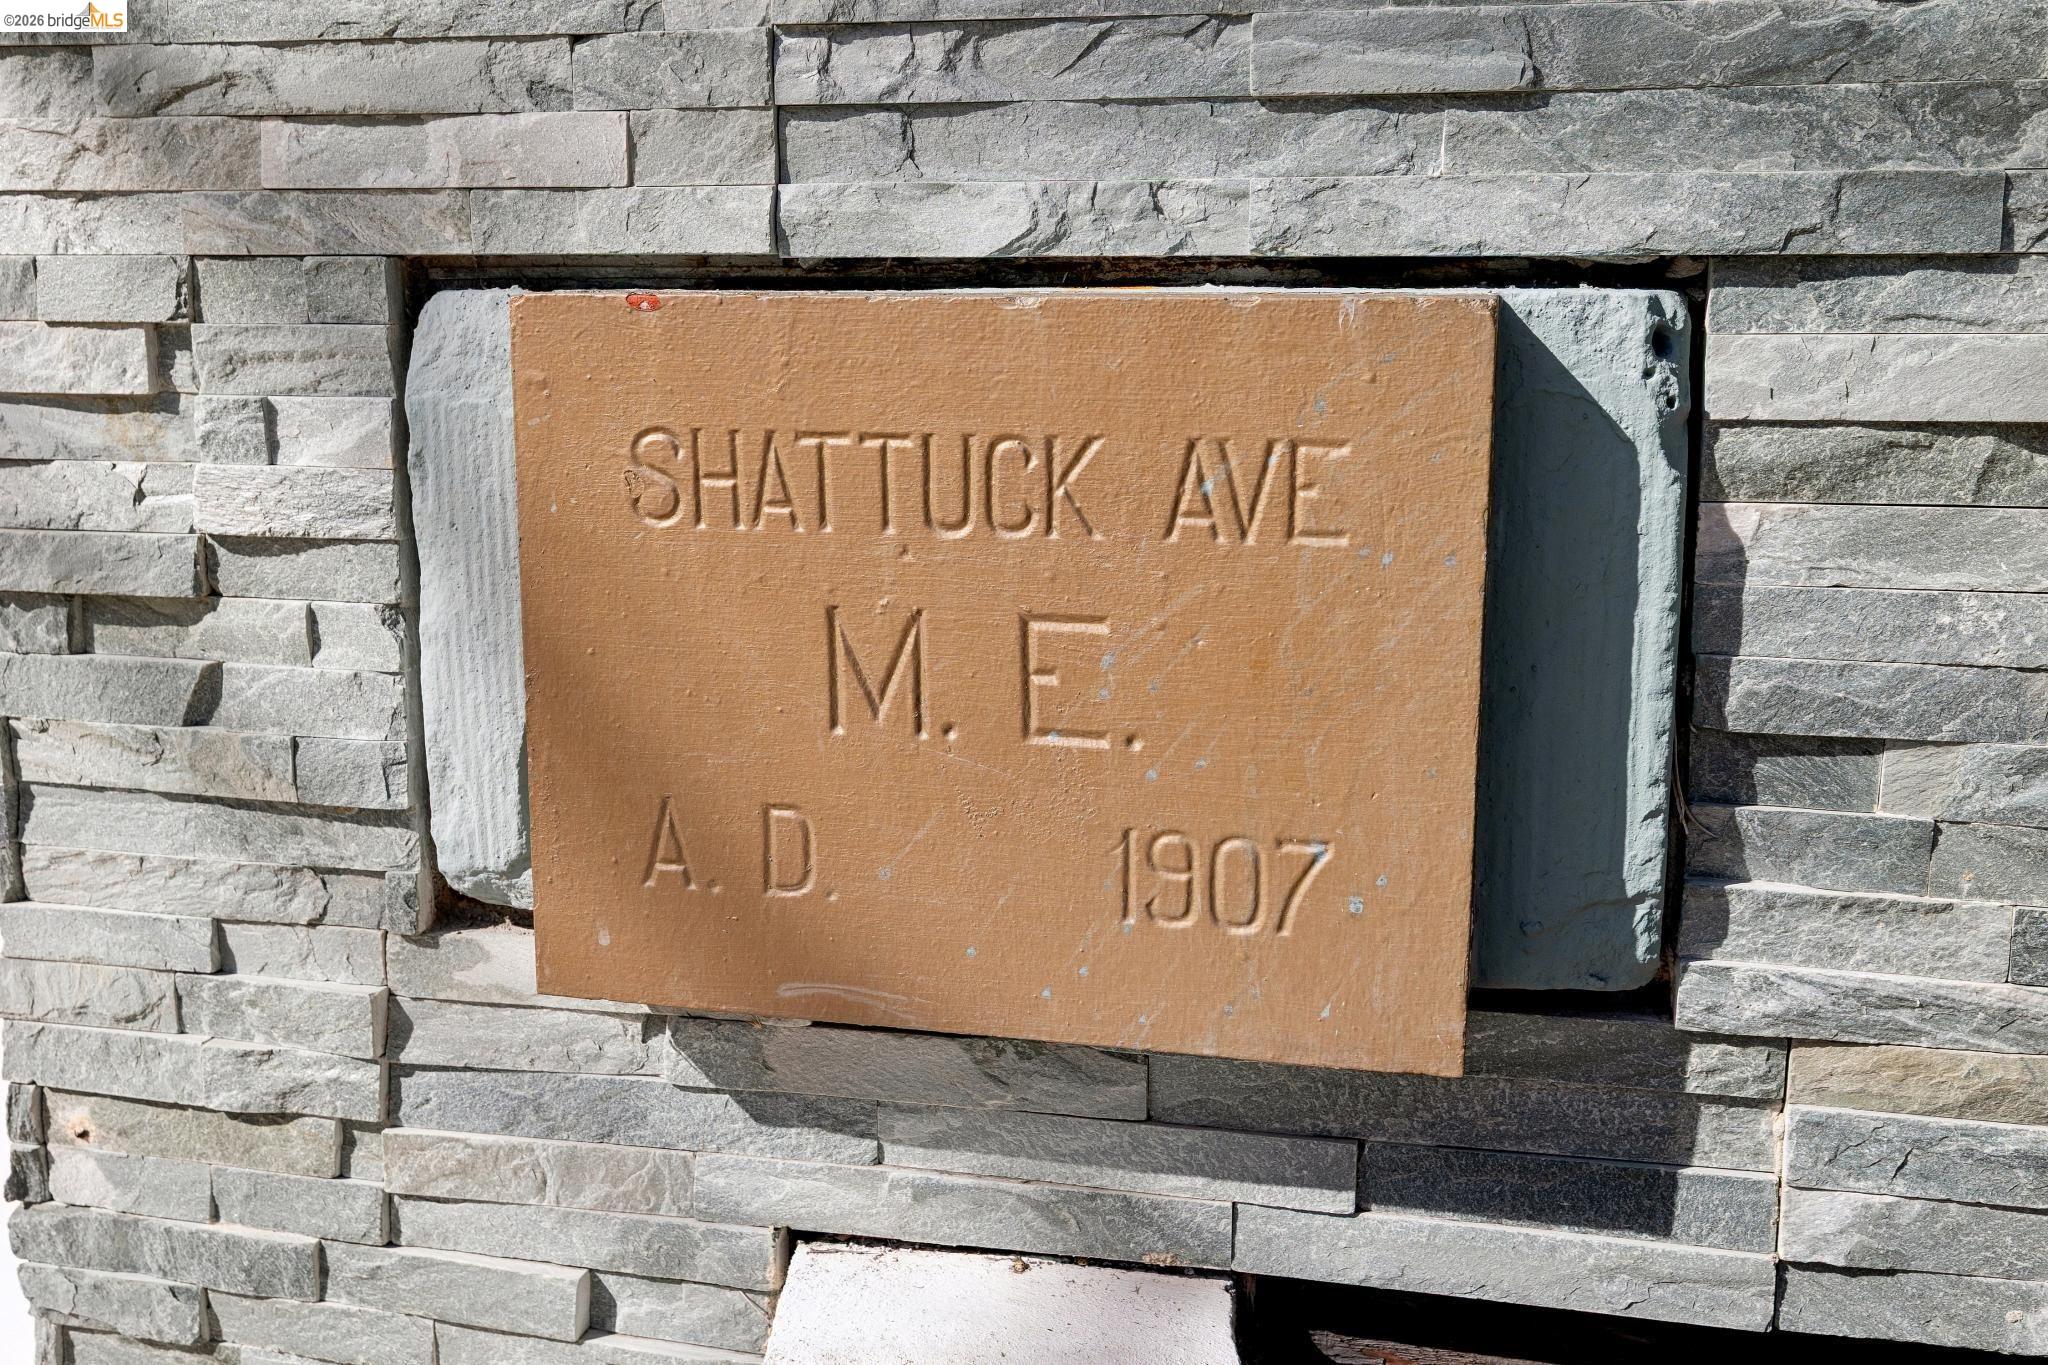 ©2026 bridgeMLS
SHATTUCK AVE
M. E.
A. D. 1907